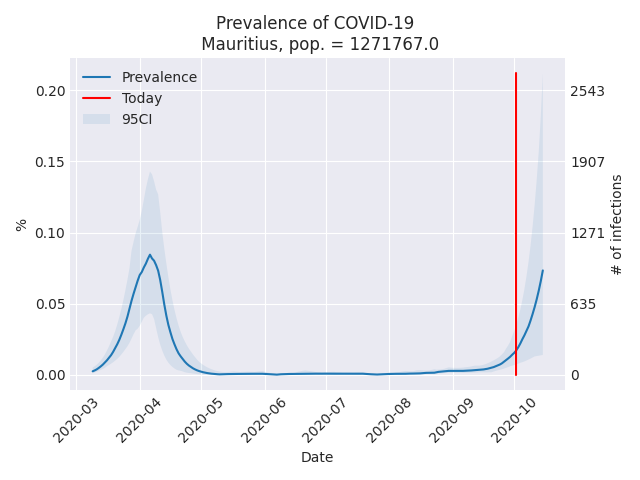 Prevalence of COVID-19
Mauritius, pop. = 1271767.0
Prevalence
Today
95CI
0.20
0.15
0.10
0.05
0.00
%
2543
1907
1271
635
0
# of infections
2020-03
2020-04
2020-05
2020-06
2020-07
2020-08
2020-09
2020-10
Date